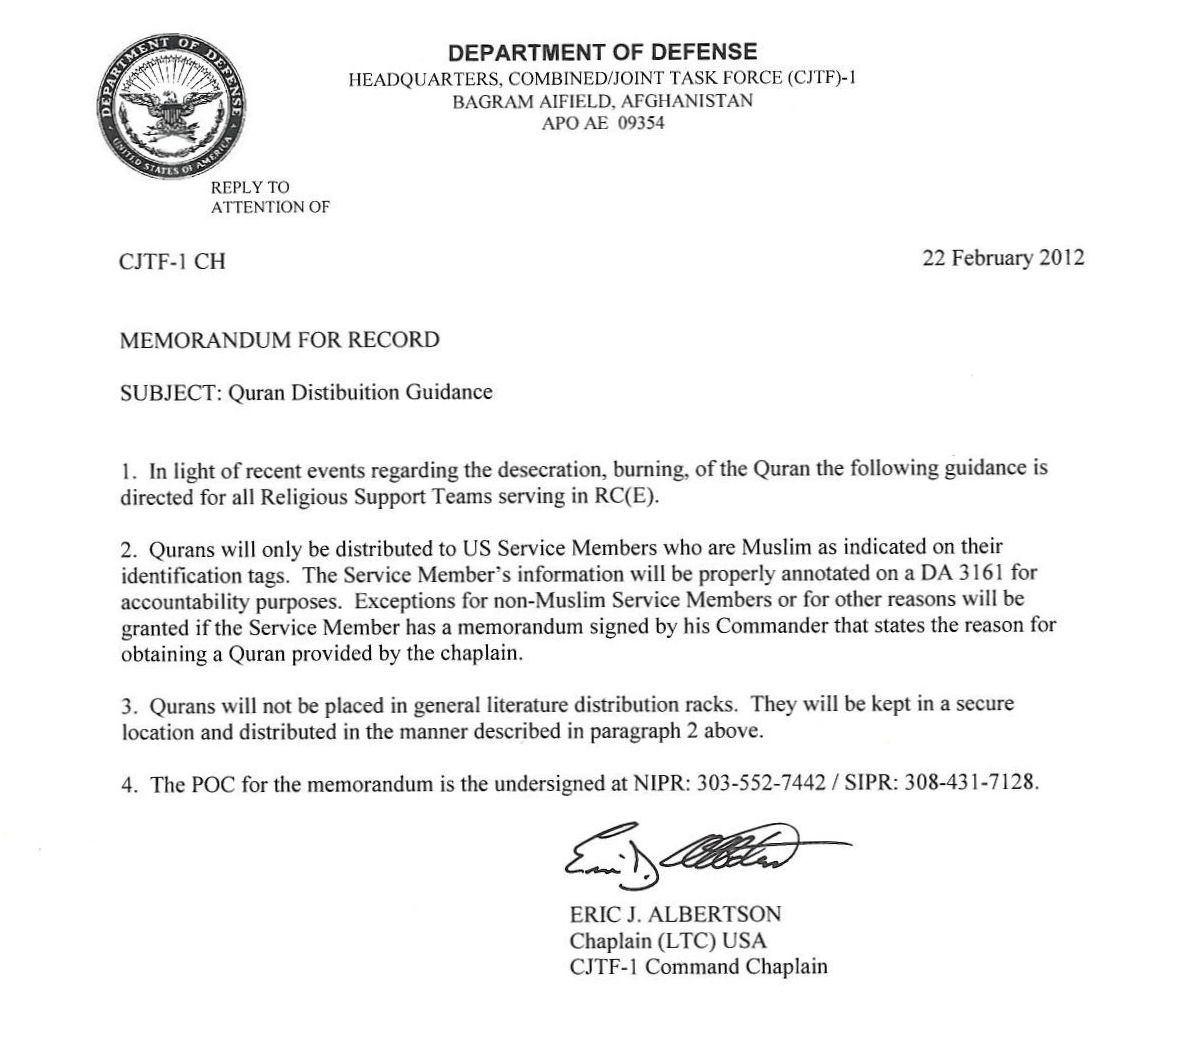 DEPARTMENT OF DEFENSE
UNITED STATES OF AMERICA
DEPARTMENT OF DEFENSE
HEADQUARTERS, COMBINED/JOINT TASK FORCE (CJTF)-1
BAGRAM AIFIELD, AFGHANISTAN
APO AE 09354
REPLY TO
ATTENTION OF
CJTF-1 CH
22 February 2012
MEMORANDUM FOR RECORD
SUBJECT: Quran Distibuition Guidance
1. In light of recent events regarding the desecration, burning, of the Quran the following guidance is
directed for all Religious Support Teams serving in RC(E).
2. Qurans will only be distributed to US Service Members who are Muslim as indicated on their
identification tags. The Service Member's information will be properly annotated on a DA 3161 for
accountability purposes. Exceptions for non-Muslim Service Members or for other reasons will be
granted if the Service Member has a memorandum signed by his Commander that states the reason for
obtaining a Quran provided by the chaplain.
3. Qurans will not be placed in general literature distribution racks. They will be kept in a secure
location and distributed in the manner described in paragraph 2 above.
4. The POC for the memorandum is the undersigned at NIPR: 303-552-7442 / SIPR: 308-431-7128.
ERIC J. ALBERTSON
Chaplain (LTC) USA
CJTF-1 Command Chaplain